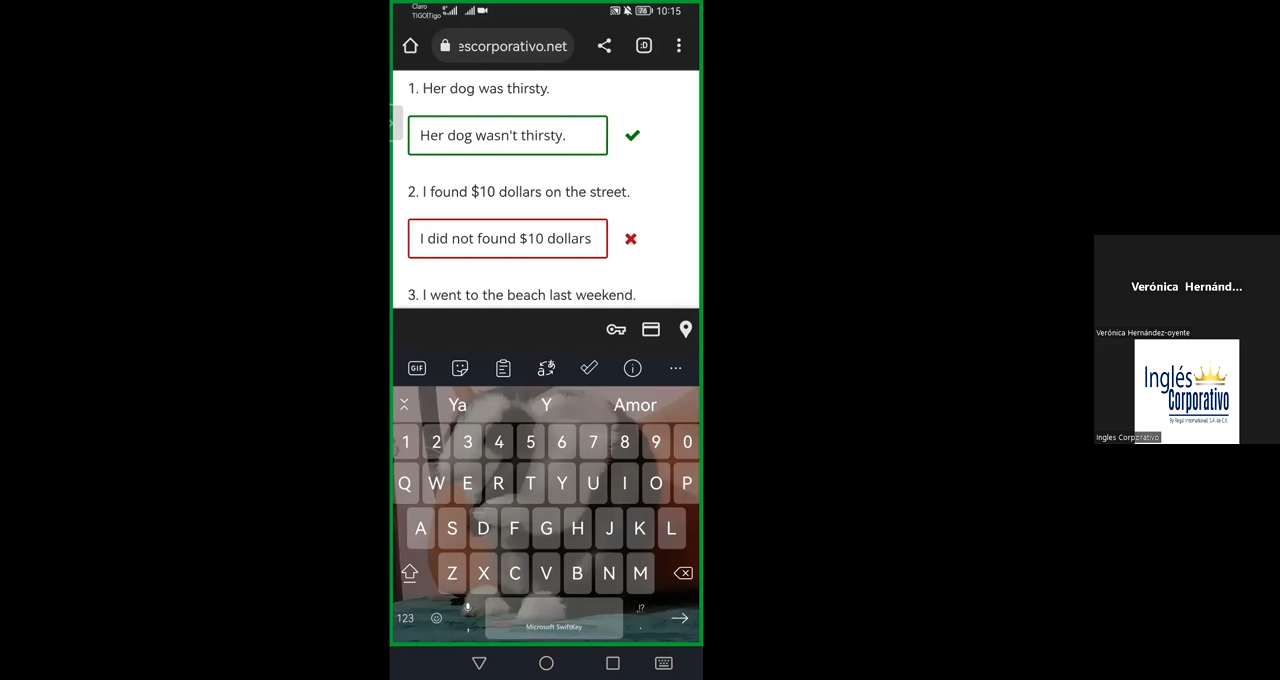 Claro
TIGO|Tigo
76
10:15
escorporativo.net
:D
1. Her dog was thirsty.
Her dog wasn't thirsty.
2. I found $10 dollars on the street.
I did not found $10 dollars
3. I went to the beach last weekend.
GIF
Ya Y Amor
1 2 3 4 5 6 7 8 9 0
Q W E R T Y U I O P
A S D F G H J K L
Z X C V B N M
123 , Microsoft SwiftKey ,!? .
Verónica Hernánd...
Verónica Hernández-oyente
Inglés
Corporativo
By Regal International S.A. de C.V.
Ingles Corporativo